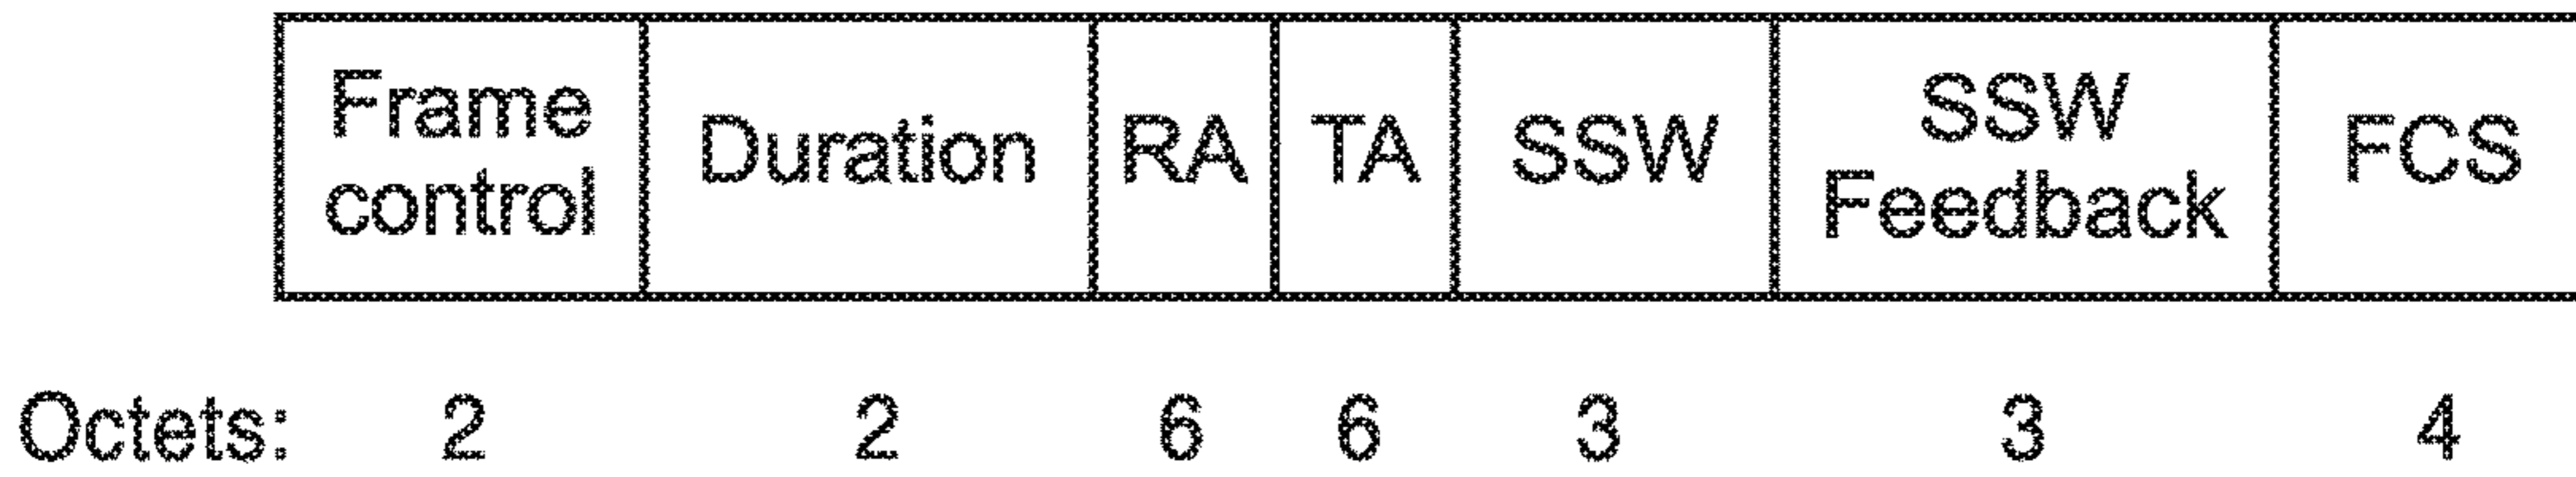 Frame control Duration RA TA SSW SSW Feedback FCS
Octets: 2 2 6 6 3 3 4